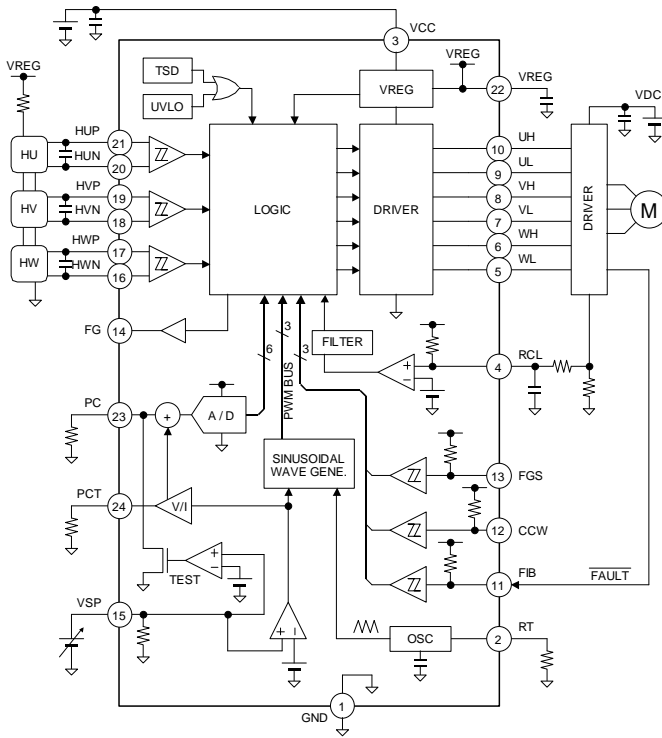 VCC
3
VREG
TSD
UVLO
VREG
22
VREG
VDC
HUP
21
HU
HUN
20
HVP
19
HV
HVN
18
HWP
17
HW
HWN
16
LOGIC
DRIVER
10
UH
9
UL
8
VH
7
VL
6
WH
5
WL
DRIVER
M
FG
14
6
3
3
PWM BUS
FILTER
+
−
4
RCL
PC
23
+
A / D
SINUSOIDAL
WAVE GENE.
13
FGS
PCT
24
V/I
12
CCW
TEST
+
−
11
FIB
FAULT
VSP
15
+
−
OSC
2
RT
GND
1